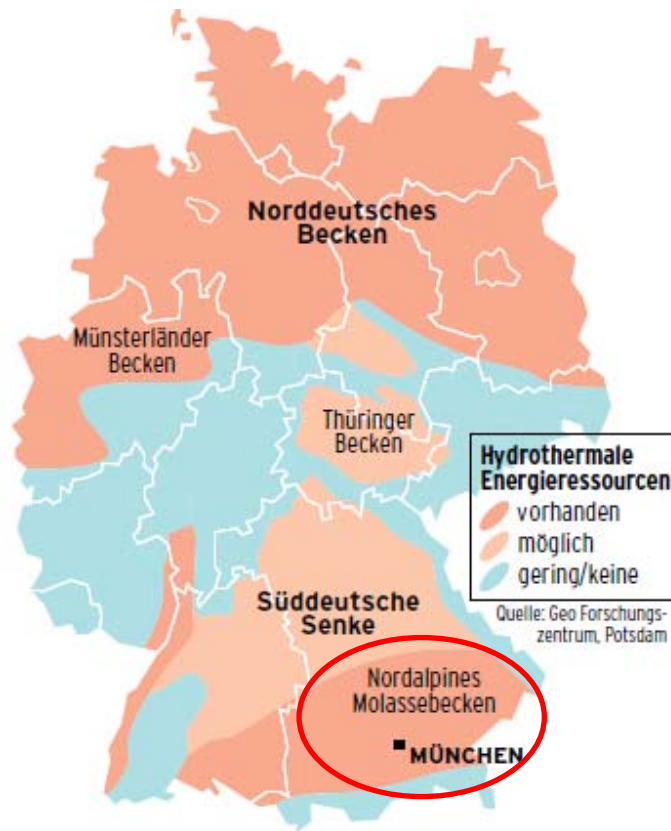 Norddeutsches
Becken
Münsterländer
Becken
Thüringer
Becken
Hydrothermale
Energieressourcen
vorhanden
möglich
gering/keine
Quelle: Geo Forschungs-
zentrum, Potsdam
Süddeutsche
Senke
Nordalpines
Molassebecken
MÜNCHEN